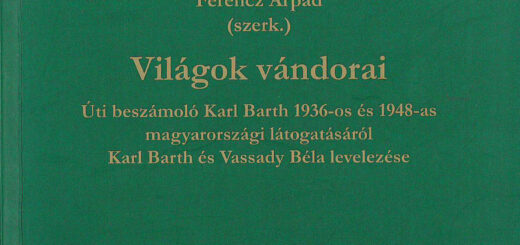 Ferencz Árpád
(szerk.)
Világok vándorai
Úti beszámoló Karl Barth 1936-os és 1948-as
magyarországi látogatásáról
Karl Barth és Vassady Béla levelezése